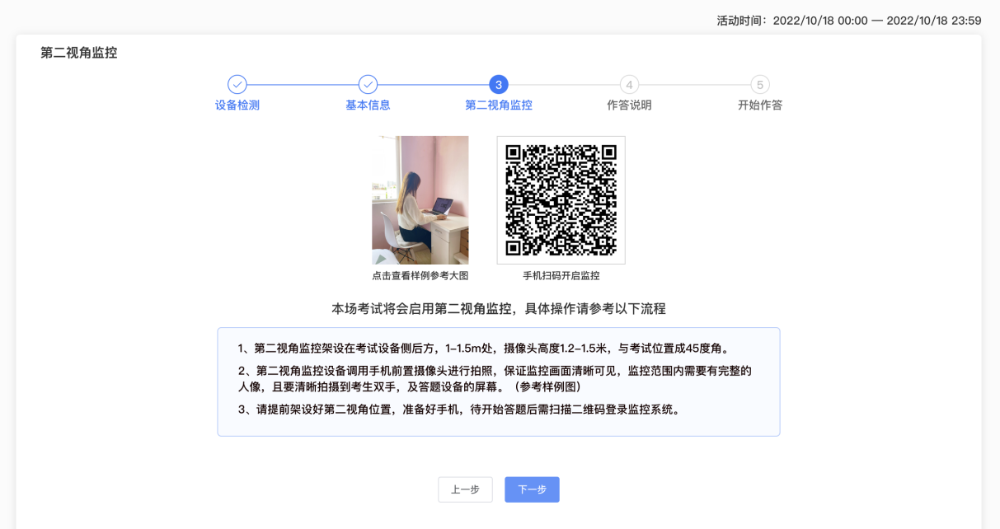 活动时间：2022/10/18 00:00 — 2022/10/18 23:59
第二视角监控
3
4
5
设备检测
基本信息
第二视角监控
作答说明
开始作答
点击查看样例参考大图
手机扫码开启监控
本场考试将会启用第二视角监控，具体操作请参考以下流程
1、第二视角监控架设在考试设备侧后方，1-1.5m处，摄像头高度1.2-1.5米，与考试位置成45度角。
2、第二视角监控设备调用手机前置摄像头进行拍照，保证监控画面清晰可见，监控范围内需要有完整的
人像，且要清晰拍摄到考生双手，及答题设备的屏幕。（参考样例图）
3、请提前架设好第二视角位置，准备好手机，待开始答题后需扫描二维码登录监控系统。
上一步
下一步